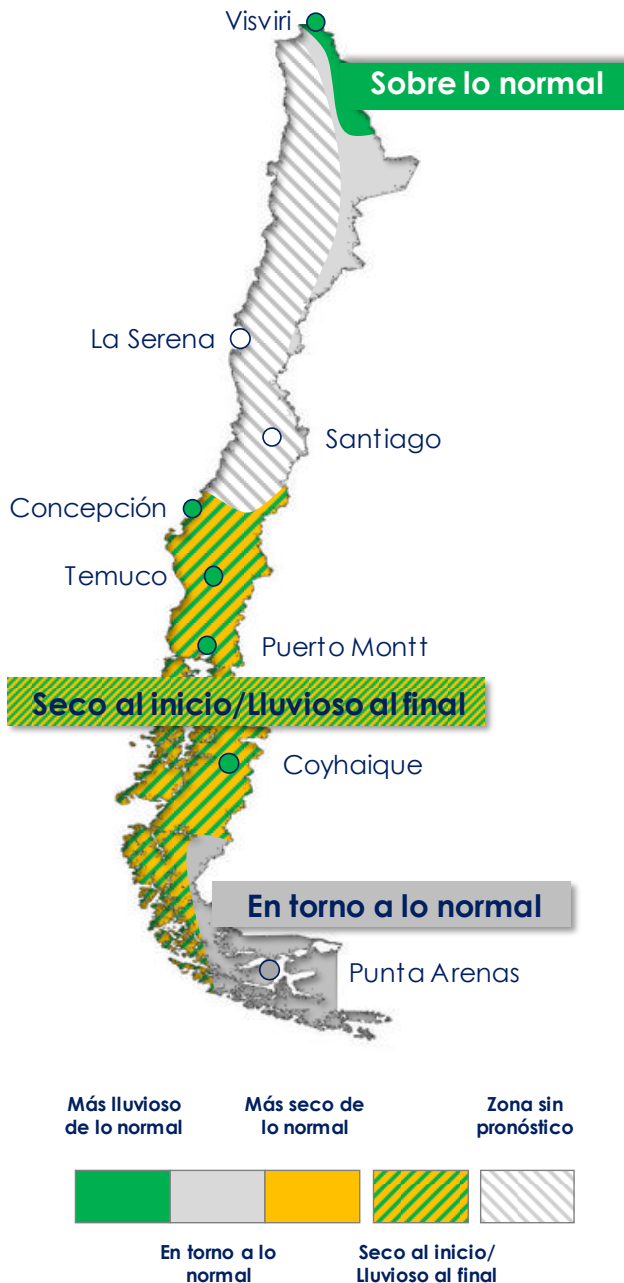 Visviri
Sobre lo normal
La Serena
Santiago
Concepción
Temuco
Puerto Montt
Seco al inicio/Lluvioso al final
Coyhaique
En torno a lo normal
Punta Arenas
Más lluvioso
de lo normal
Más seco de
lo normal
Zona sin
pronóstico
En torno a lo
normal
Seco al inicio/
Lluvioso al final